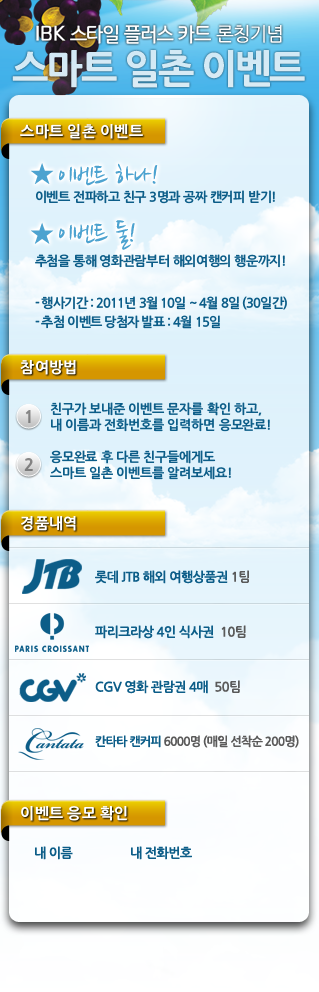 IBK 스타일 플러스 카드 론칭기념
스마트 일촌 이벤트
스마트 일촌 이벤트
★ 이벤트 하나!
이벤트 전파하고 친구 3명과 공짜 캔커피 받기!
★ 이벤트 둘!
추첨을 통해 영화관람부터 해외여행의 행운까지!
- 행사기간 : 2011년 3월 10일 ~ 4월 8일 (30일간)
- 추첨 이벤트 당첨자 발표 : 4월 15일
참여방법
1 친구가 보내준 이벤트 문자를 확인 하고,
내 이름과 전화번호를 입력하면 응모완료!
2 응모완료 후 다른 친구들에게도
스마트 일촌 이벤트를 알려보세요!
경품내역
JTB 롯데 JTB 해외 여행상품권 1팀
PARIS CROISSANT 파리크라상 4인 식사권 10팀
CGV CGV 영화 관람권 4매 50팀
Cantata 칸타타 캔커피 6000명 (매일 선착순 200명)
이벤트 응모 확인
내 이름 내 전화번호